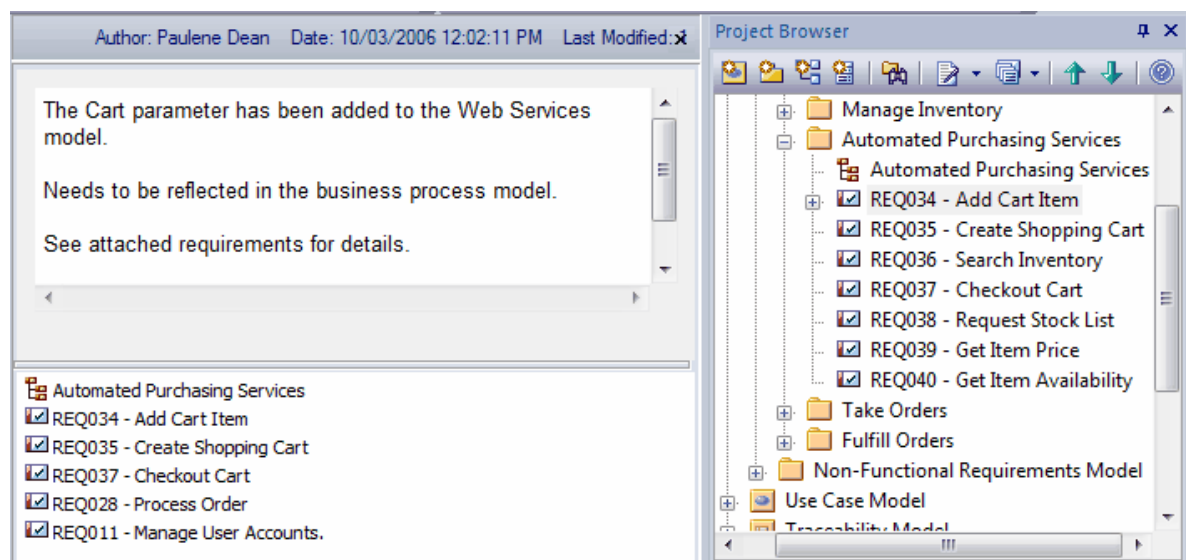 Author: Paulene Dean Date: 10/03/2006 12:02:11 PM Last Modified:
The Cart parameter has been added to the Web Services
model.
Needs to be reflected in the business process model.
See attached requirements for details.
Automated Purchasing Services
REQ034 - Add Cart Item
REQ035 - Create Shopping Cart
REQ037 - Checkout Cart
REQ028 - Process Order
REQ011 - Manage User Accounts.
Project Browser
Manage Inventory
Automated Purchasing Services
Automated Purchasing Services
REQ034 - Add Cart Item
REQ035 - Create Shopping Cart
REQ036 - Search Inventory
REQ037 - Checkout Cart
REQ038 - Request Stock List
REQ039 - Get Item Price
REQ040 - Get Item Availability
Take Orders
Fulfill Orders
Non-Functional Requirements Model
Use Case Model
Traceability Model